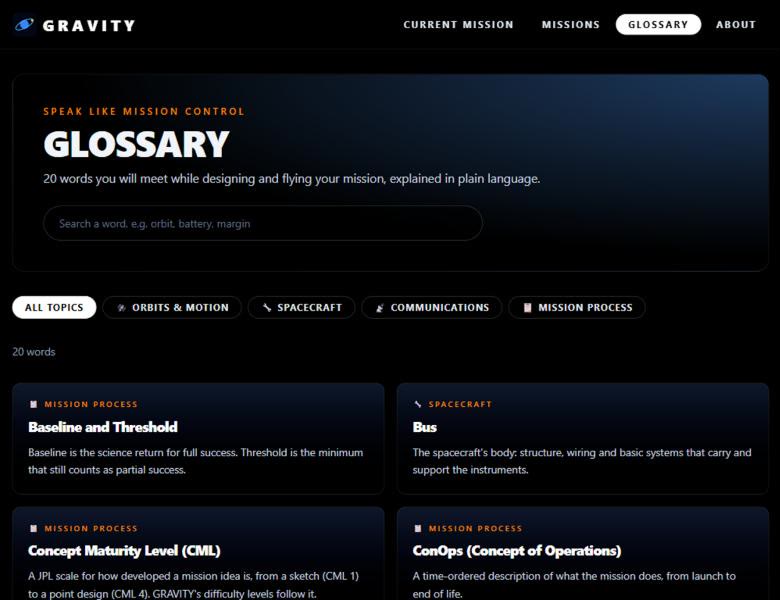 GRAVITY
CURRENT MISSION
MISSIONS
GLOSSARY
ABOUT
SPEAK LIKE MISSION CONTROL
GLOSSARY
20 words you will meet while designing and flying your mission, explained in plain language.
Search a word, e.g. orbit, battery, margin
ALL TOPICS
ORBITS & MOTION
SPACECRAFT
COMMUNICATIONS
MISSION PROCESS
20 words
MISSION PROCESS
Baseline and Threshold
Baseline is the science return for full success. Threshold is the minimum
that still counts as partial success.
SPACECRAFT
Bus
The spacecraft's body: structure, wiring and basic systems that carry and
support the instruments.
MISSION PROCESS
Concept Maturity Level (CML)
A JPL scale for how developed a mission idea is, from a sketch (CML 1)
to a point design (CML 4). GRAVITY's difficulty levels follow it.
MISSION PROCESS
ConOps (Concept of Operations)
A time-ordered description of what the mission does, from launch to
end of life.